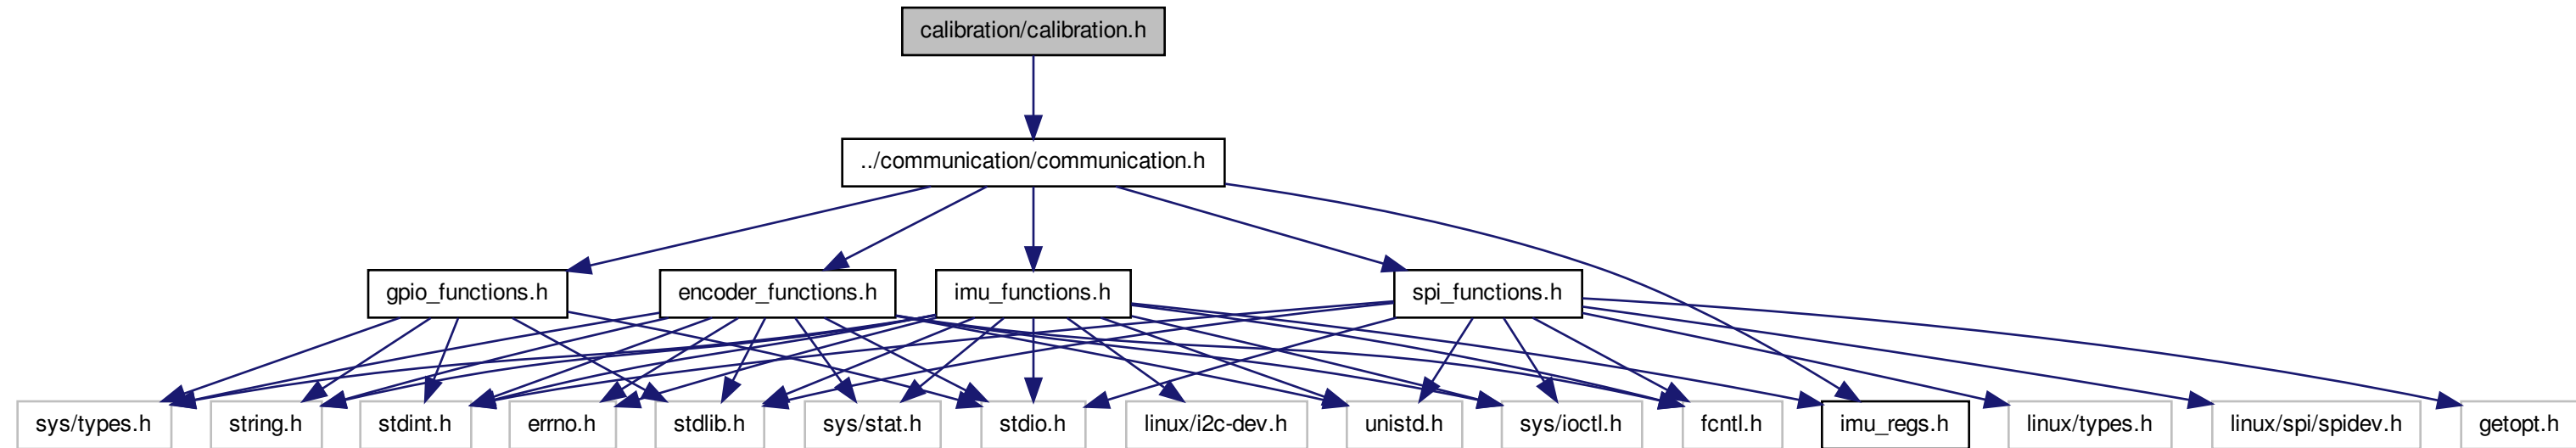 calibration/calibration.h
../communication/communication.h
gpio_functions.h
encoder_functions.h
imu_functions.h
spi_functions.h
sys/types.h
string.h
stdint.h
errno.h
stdlib.h
sys/stat.h
stdio.h
linux/i2c-dev.h
unistd.h
sys/ioctl.h
fcntl.h
imu_regs.h
linux/types.h
linux/spi/spidev.h
getopt.h